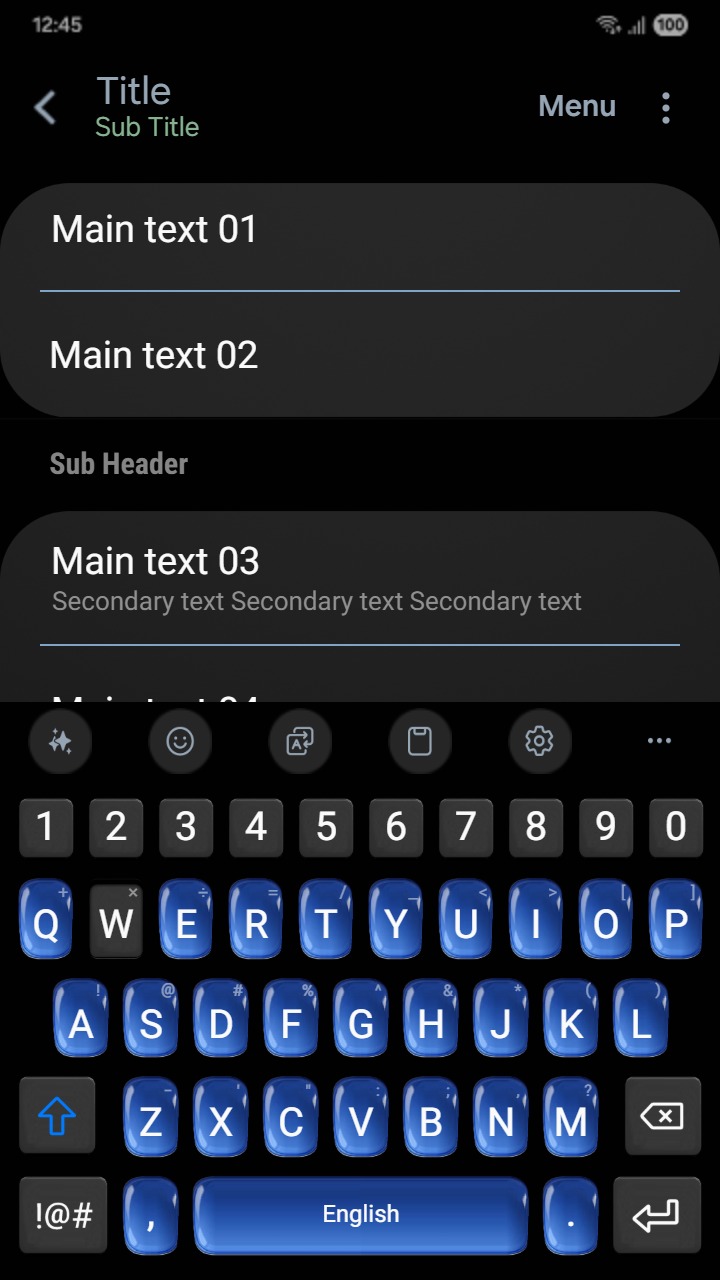 12:45
100
Title
Menu
Sub Title
Main text 01
Main text 02
Sub Header
Main text 03
Secondary text Secondary text Secondary text
1 2 3 4 5 6 7 8 9 0
+ × ÷ = / _ < > [ ]
Q W E R T Y U I O P
! @ # % ^ & * ( )
A S D F G H J K L
- ' " : ; , ?
Z X C V B N M
!@# , English .